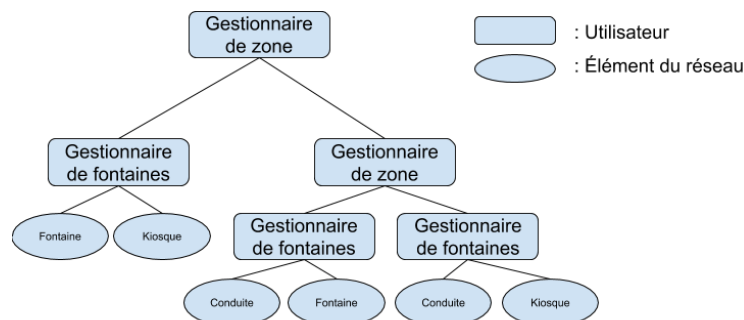 Gestionnaire
de zone
: Utilisateur
: Élément du réseau
Gestionnaire
de fontaines
Gestionnaire
de zone
Fontaine
Kiosque
Gestionnaire
de fontaines
Gestionnaire
de fontaines
Conduite
Fontaine
Conduite
Kiosque